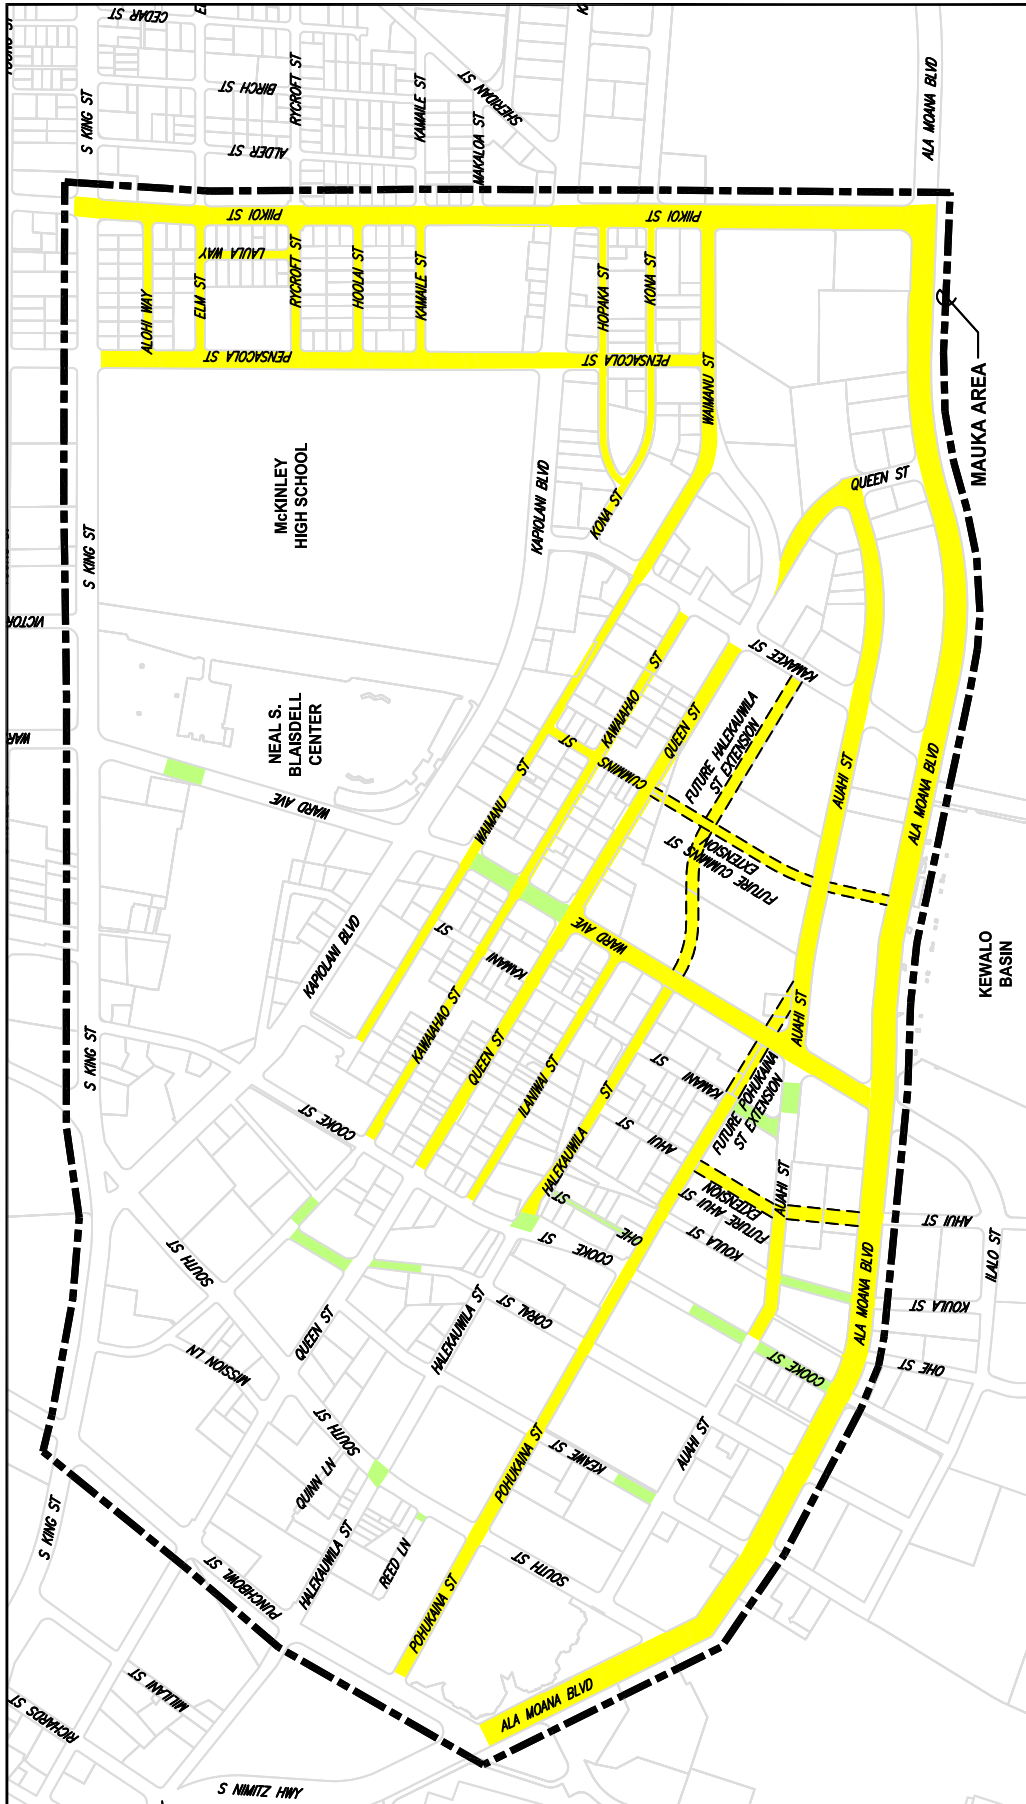 CEDAR ST
BIRCH ST
RYCROFT ST
KAMAILE ST
SHERIDAN ST
S KING ST
ALDER ST
MAKALOA ST
ALA MOANA BLVD
PIIKOI ST
PIIKOI ST
LAULA WAY
ALOHI WAY
ELM ST
RYCROFT ST
HOOLAI ST
KAMAILE ST
HOPAKA ST
KONA ST
PENSACOLA ST
PENSACOLA ST
WAIMANU ST
MAUKA AREA
McKINLEY
HIGH SCHOOL
KAPIOLANI BLVD
KONA ST
QUEEN ST
S KING ST
VICTOR
WAR
NEAL S.
BLAISDELL
CENTER
WARD AVE
KAMAKEE ST
KAWAIAHAO ST
QUEEN ST
FUTURE HALEKAUWILA
ST EXTENSION
CUMMINS ST
WAIMANU ST
FUTURE CUMMINS ST
EXTENSION
AUAHI ST
ALA MOANA BLVD
KEWALO
BASIN
KAPIOLANI BLVD
KAMANI ST
WARD AVE
KAWAIAHAO ST
QUEEN ST
ILANIWAI ST
HALEKAUWILA ST
AUAHI ST
KAMANI ST
FUTURE POHUKAINA
ST EXTENSION
S KING ST
COOKE ST
AHUI ST
AUAHI ST
FUTURE AHUI ST
EXTENSION
AHUI ST
ILALO ST
OHE ST
COOKE ST
KOULA ST
SOUTH ST
QUEEN ST
HALEKAUWILA ST
CORAL ST
ALA MOANA BLVD
KOULA ST
OHE ST
MISSION LN
COOKE ST
SOUTH ST
QUINN LN
POHUKAINA ST
KEAWE ST
AUAHI ST
S KING ST
HALEKAUWILA ST
REED LN
SOUTH ST
PUNCHBOWL ST
POHUKAINA ST
MILILANI ST
RICHARDS ST
ALA MOANA BLVD
S NIMITZ HWY